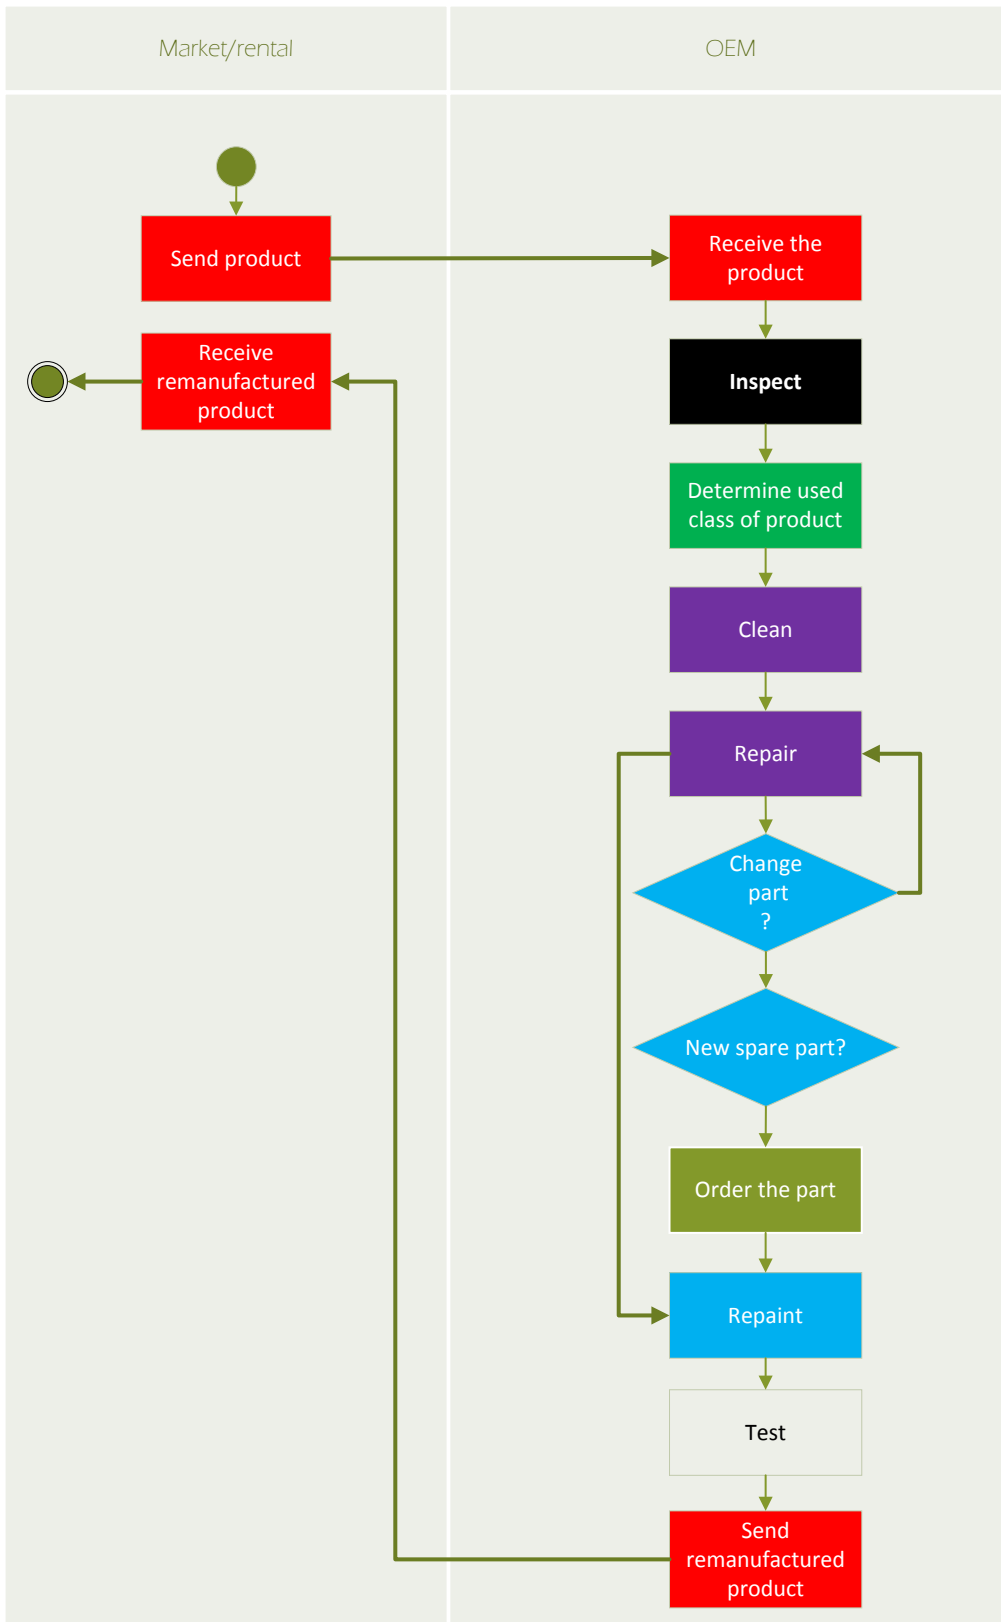 Market/rental
OEM
Send product
Receive the
product
Receive
remanufactured
product
Inspect
Determine used
class of product
Clean
Repair
Change
part
?
New spare part?
Order the part
Repaint
Test
Send
remanufactured
product